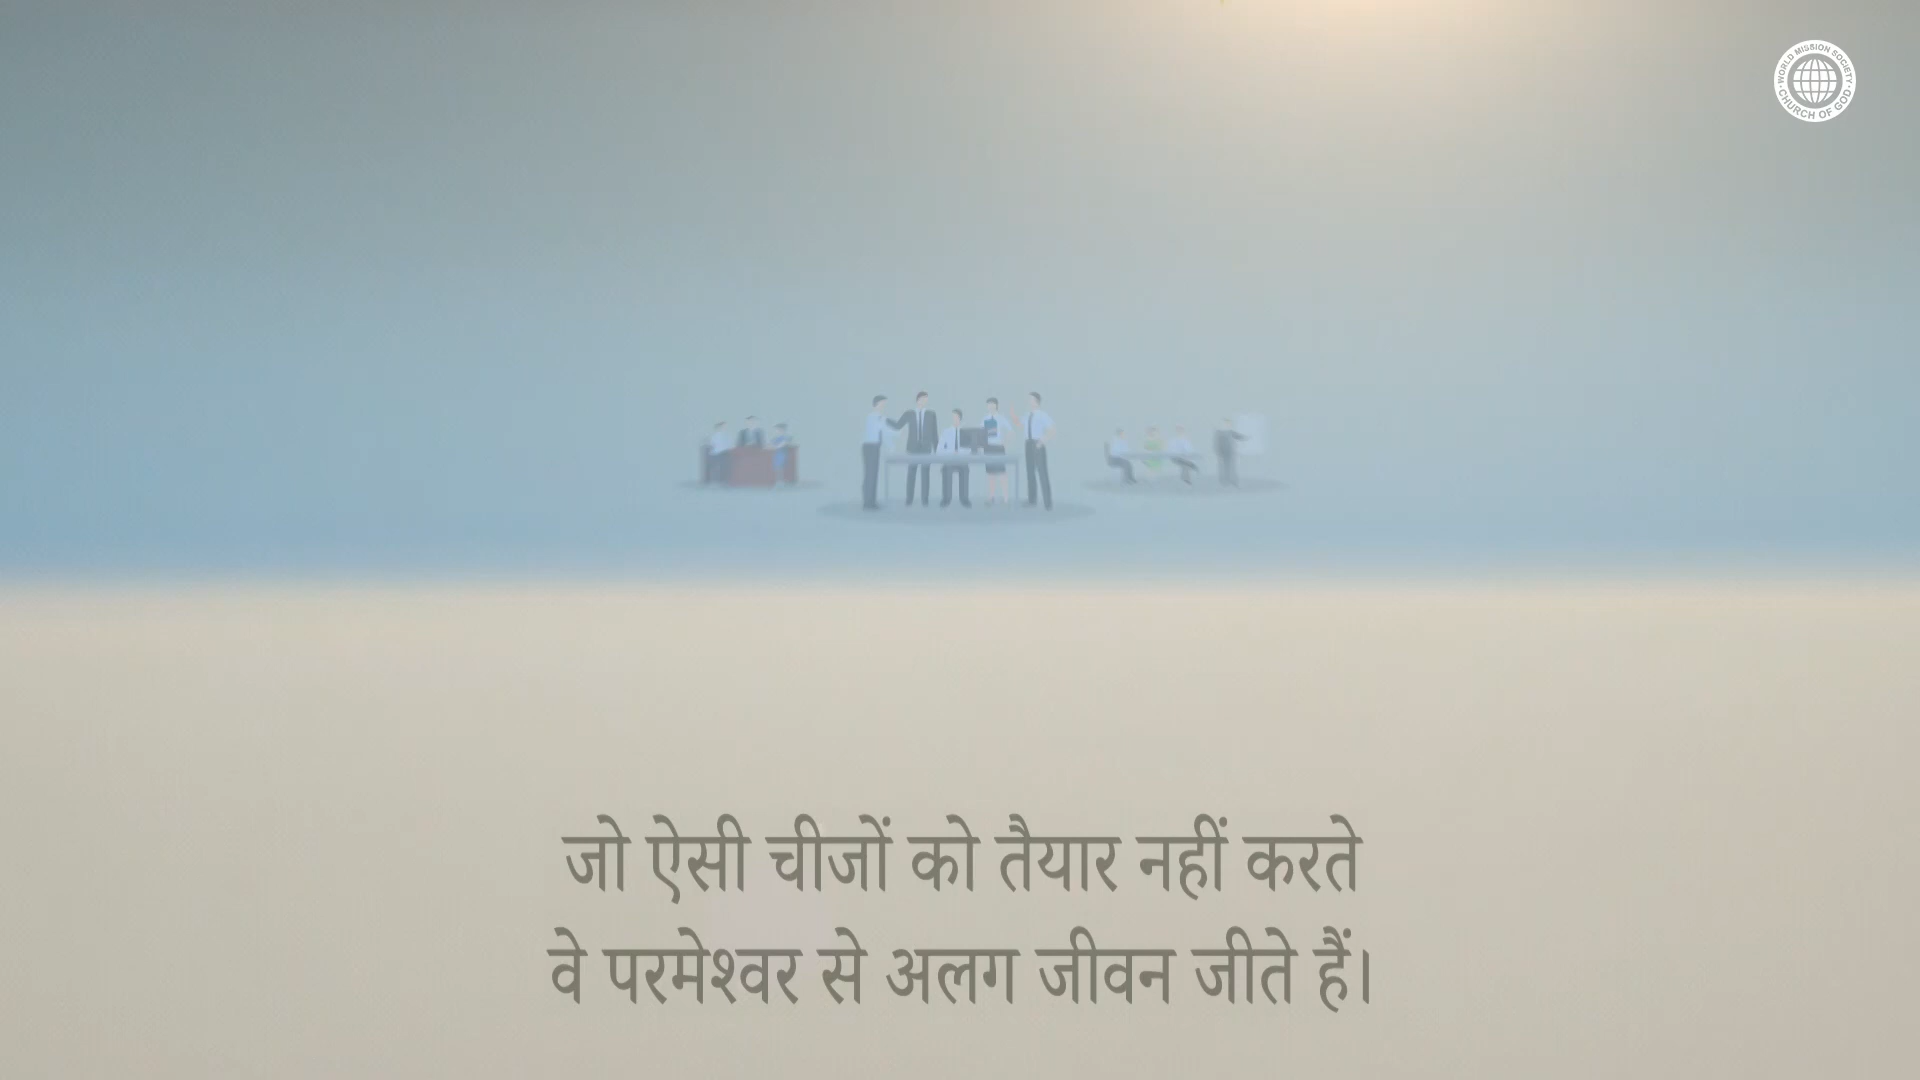 WORLD MISSION SOCIETY
CHURCH OF GOD
जो ऐसी चीजों को तैयार नहीं करते
वे परमेश्वर से अलग जीवन जीते हैं।